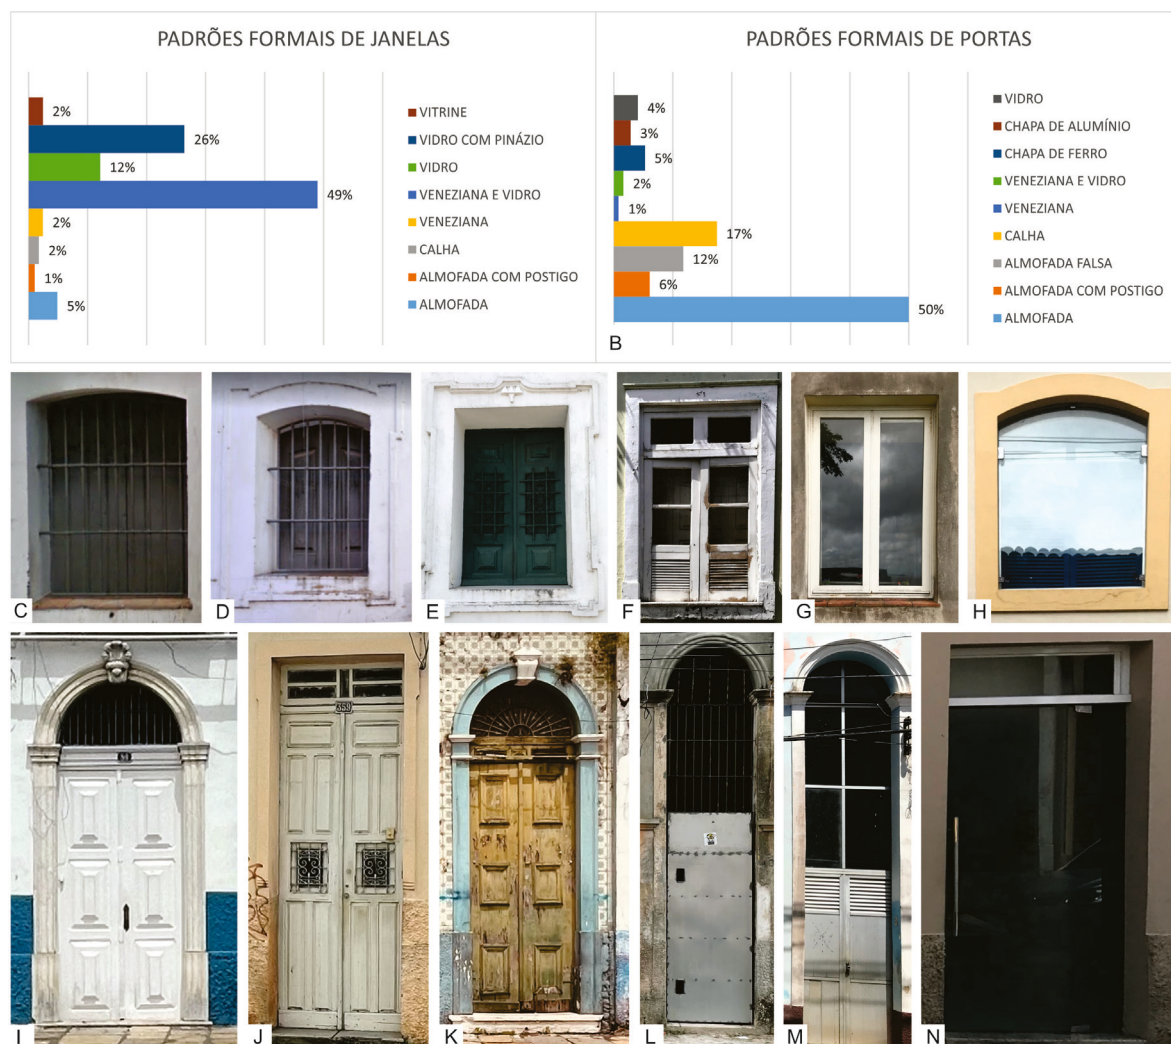 PADRÕES FORMAIS DE JANELAS
2%
26%
12%
49%
2%
2%
1%
5%
VITRINE
VIDRO COM PINÁZIO
VIDRO
VENEZIANA E VIDRO
VENEZIANA
CALHA
ALMOFADA COM POSTIGO
ALMOFADA
PADRÕES FORMAIS DE PORTAS
4%
3%
5%
2%
1%
17%
12%
6%
50%
VIDRO
CHAPA DE ALUMÍNIO
CHAPA DE FERRO
VENEZIANA E VIDRO
VENEZIANA
CALHA
ALMOFADA FALSA
ALMOFADA COM POSTIGO
ALMOFADA
B
C
D
E
F
G
H
359
I
J
K
L
M
N